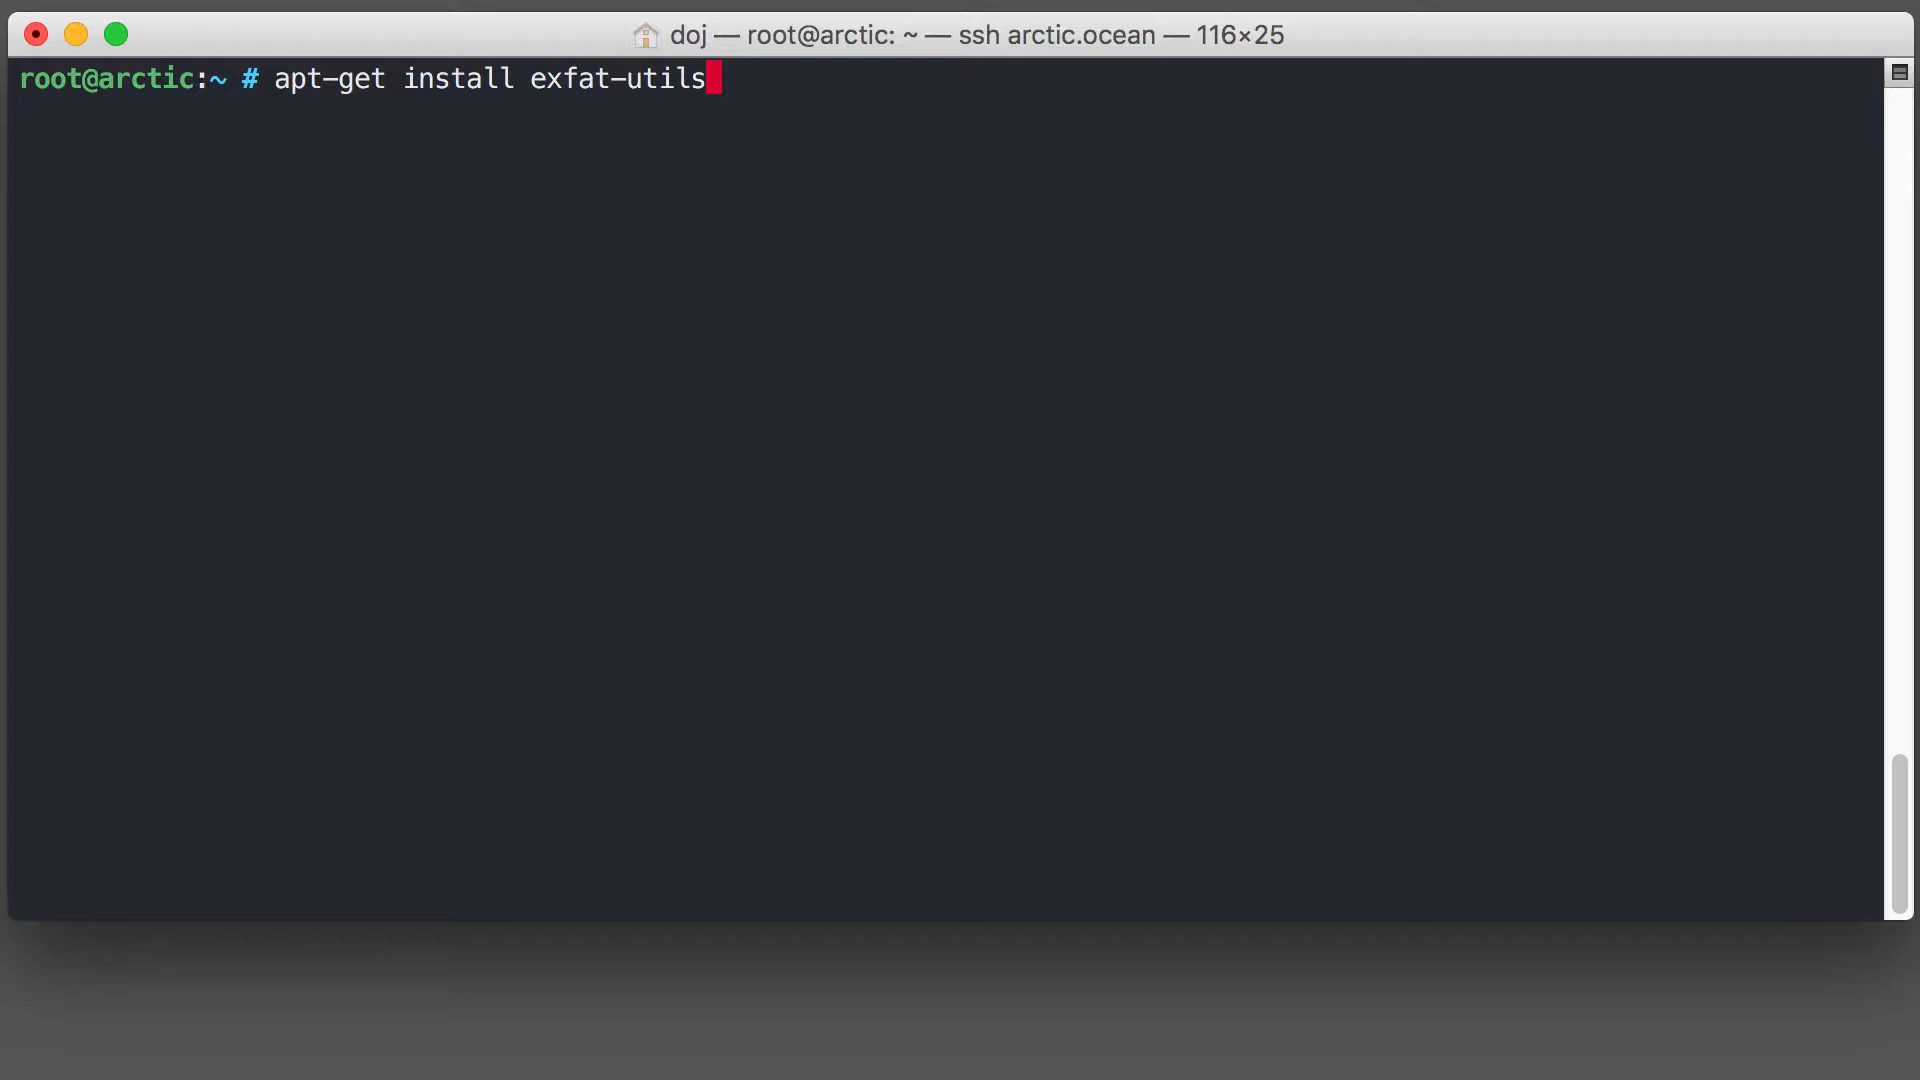 doj — root@arctic: ~ — ssh arctic.ocean — 116×25
root@arctic:~ # apt-get install exfat-utils